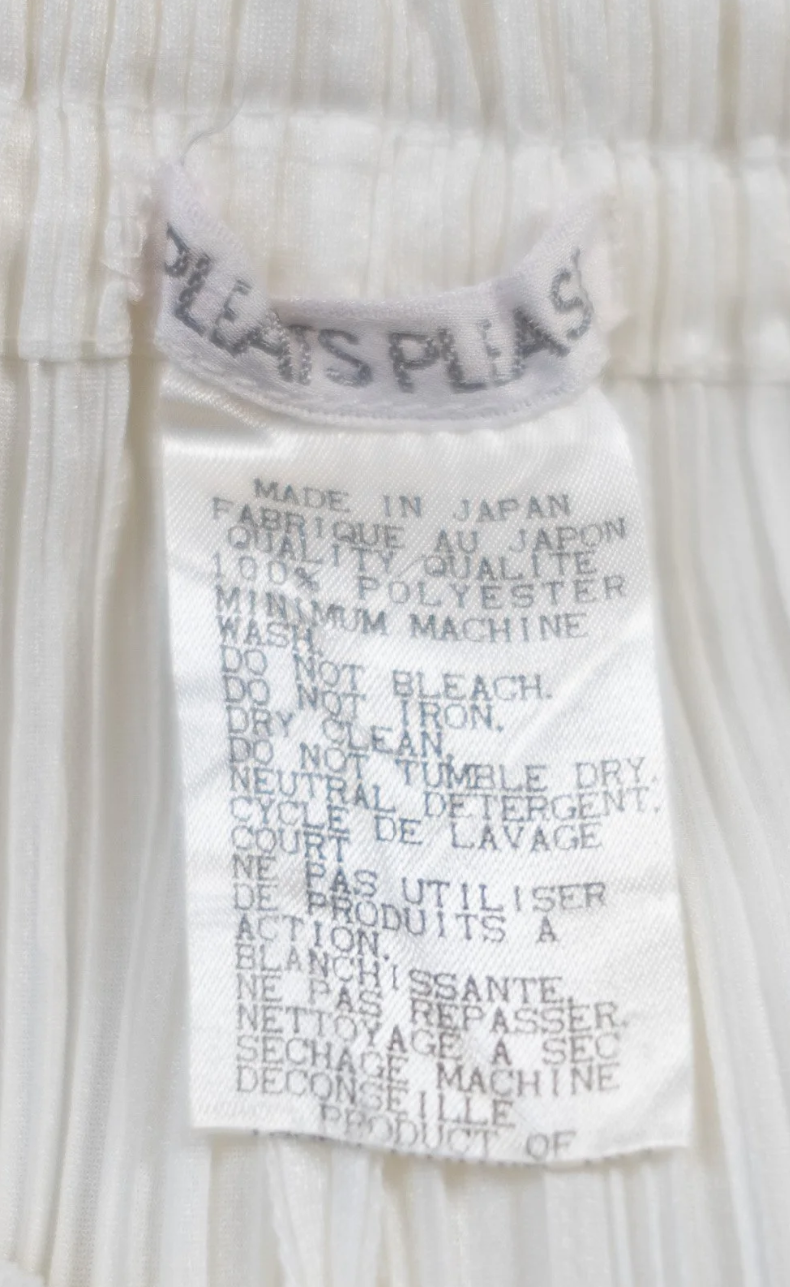 PLEATS PLEAS
MADE IN JAPAN
FABRIQUE AU JAPON
QUALITY QUALITE
100% POLYESTER
MINIMUM MACHINE
WASH.
DO NOT BLEACH.
DO NOT IRON.
DRY CLEAN.
DO NOT TUMBLE DRY.
NEUTRAL DETERGENT.
CYCLE DE LAVAGE
COURT
NE PAS UTILISER
DE PRODUITS A
ACTION.
BLANCHISSANTE.
NE PAS REPASSER.
NETTOYAGE A SEC
SECHAGE MACHINE
DECONSEILLE
PRODUCT OF